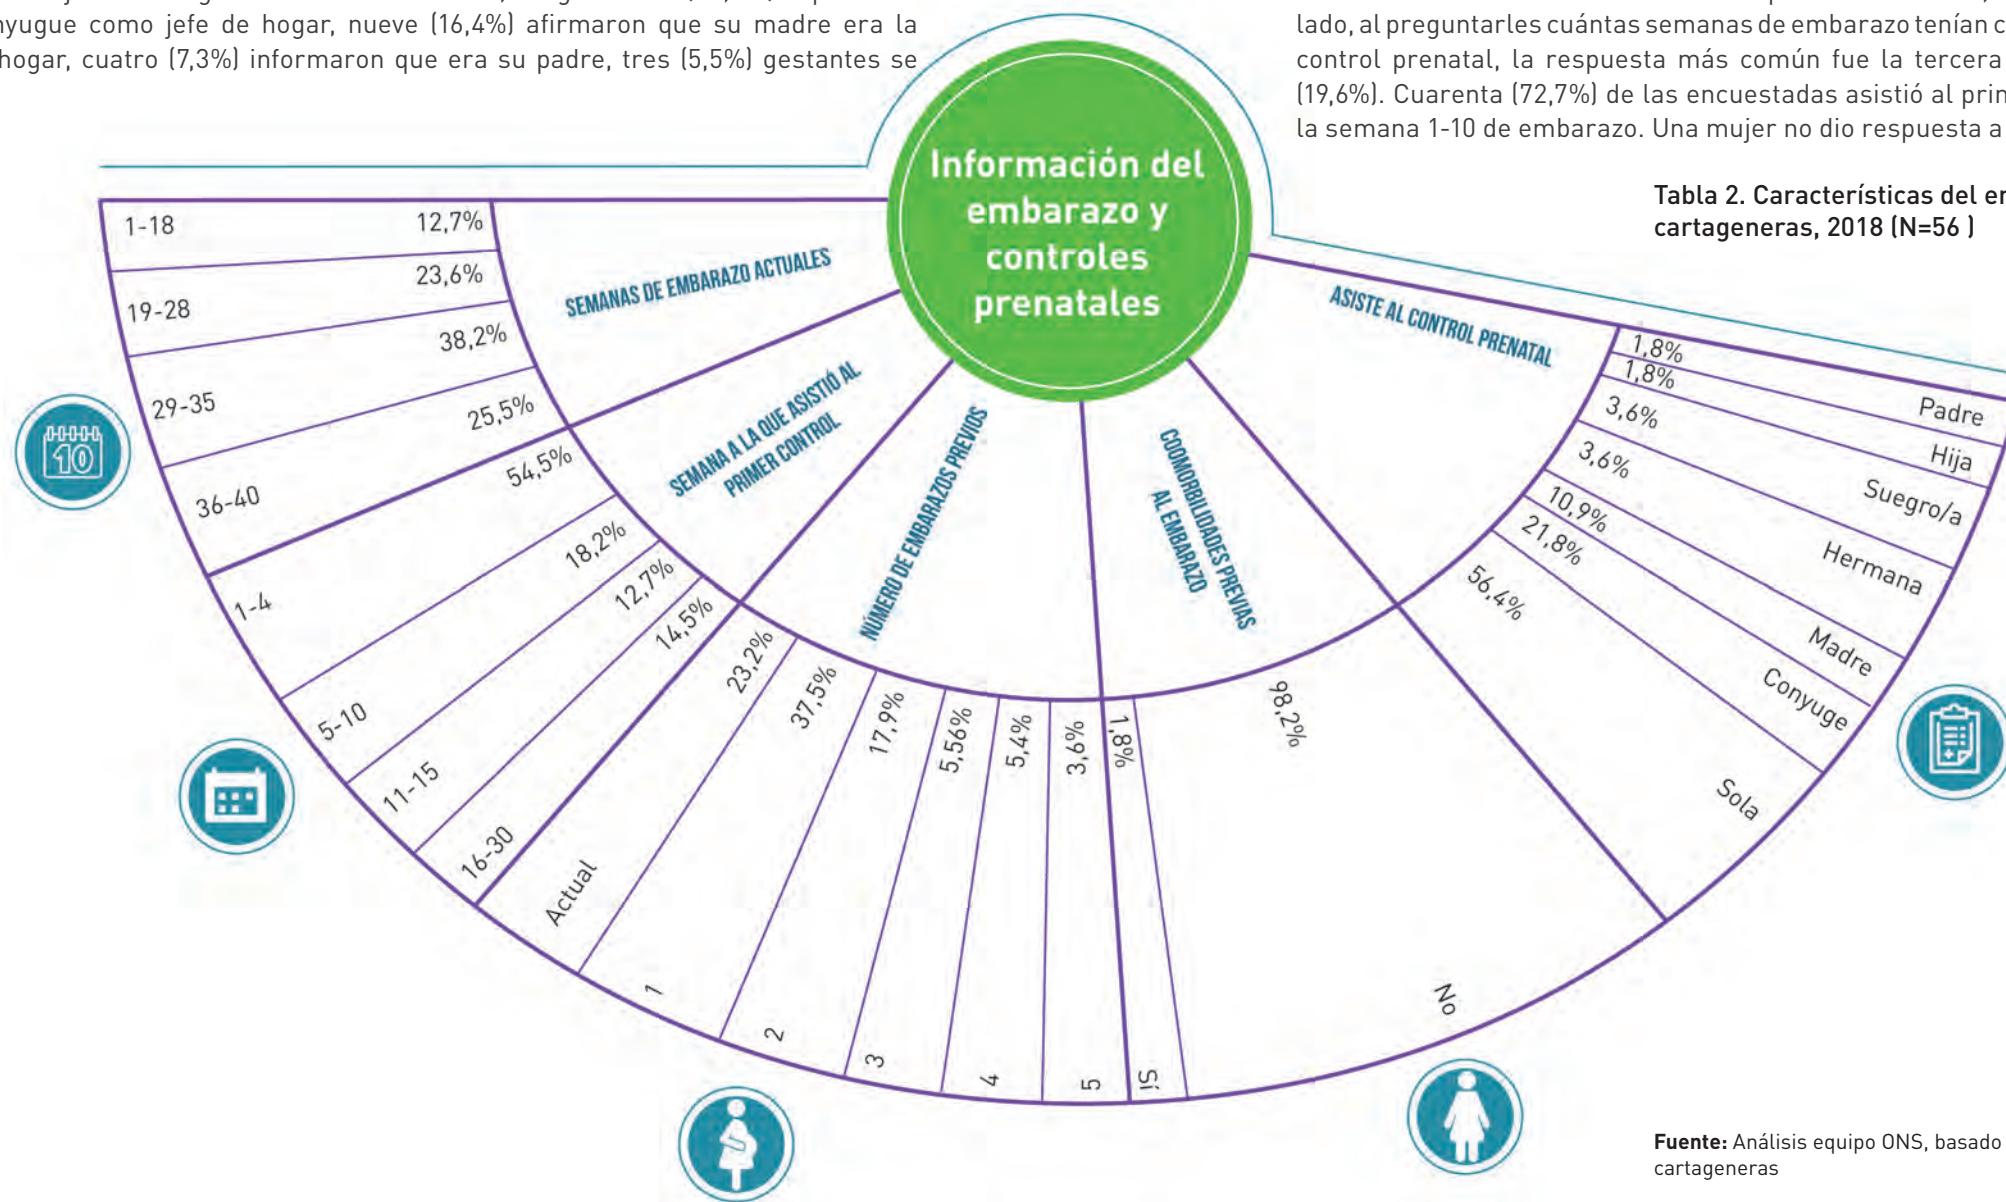 nyugue como jefe de hogar, nueve (16,4%) afirmaron que su madre era la
hogar, cuatro (7,3%) informaron que era su padre, tres (5,5%) gestantes se
lado, al preguntarles cuántas semanas de embarazo tenían c
control prenatal, la respuesta más común fue la tercera
(19,6%). Cuarenta (72,7%) de las encuestadas asistió al prin
la semana 1-10 de embarazo. Una mujer no dio respuesta a
Tabla 2. Características del en
cartageneras, 2018 (N=56 )
Información del
embarazo y
controles
prenatales
SEMANAS DE EMBARAZO ACTUALES
1-18 12,7%
19-28 23,6%
29-35 38,2%
36-40 25,5%
SEMANA A LA QUE ASISTIÓ AL
PRIMER CONTROL
1-4 54,5%
5-10 18,2%
11-15 12,7%
16-30 14,5%
NÚMERO DE EMBARAZOS PREVIOS
Actual 23,2%
1 37,5%
2 17,9%
3 5,56%
4 5,4%
5 3,6%
COOMORBILIDADES PREVIAS
AL EMBARAZO
Sí 1,8%
No 98,2%
ASISTE AL CONTROL PRENATAL
1,8% Padre
1,8% Hija
3,6% Suegro/a
3,6% Hermana
10,9% Madre
21,8% Conyuge
56,4% Sola
10
Fuente: Análisis equipo ONS, basado
cartageneras